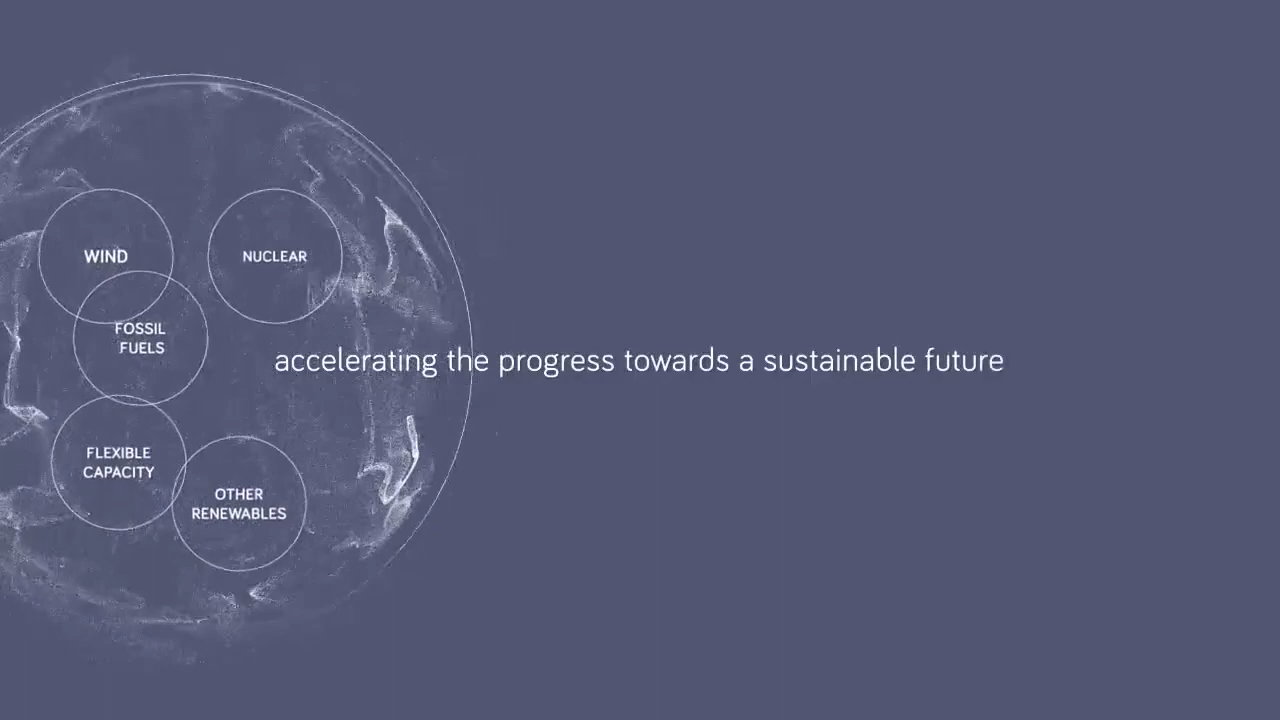 WIND
NUCLEAR
FOSSIL
FUELS
accelerating the progress towards a sustainable future
FLEXIBLE
CAPACITY
OTHER
RENEWABLES